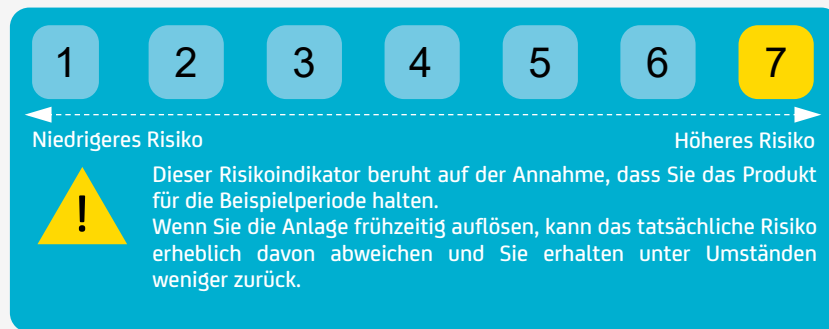 1 2 3 4 5 6 7
Niedrigeres Risiko Höheres Risiko
!
Dieser Risikoindikator beruht auf der Annahme, dass Sie das Produkt
für die Beispielperiode halten.
Wenn Sie die Anlage frühzeitig auflösen, kann das tatsächliche Risiko
erheblich davon abweichen und Sie erhalten unter Umständen
weniger zurück.